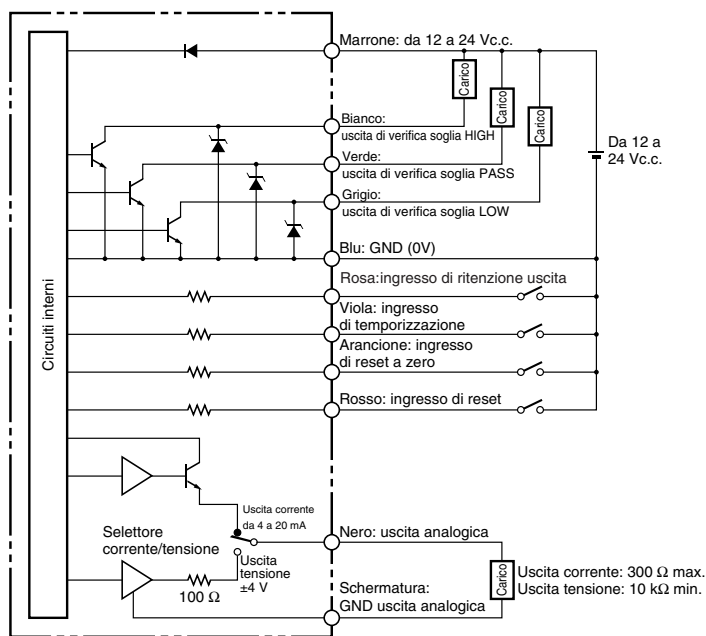 Marrone: da 12 a 24 Vc.c.
Carico
Carico
Carico
Bianco:
uscita di verifica soglia HIGH
Verde:
uscita di verifica soglia PASS
Grigio:
uscita di verifica soglia LOW
Da 12 a
24 Vc.c.
Blu: GND (0V)
Rosa:ingresso di ritenzione uscita
Viola: ingresso
di temporizzazione
Arancione: ingresso
di reset a zero
Rosso: ingresso di reset
Circuiti interni
Uscita corrente
da 4 a 20 mA
Selettore
corrente/tensione
Uscita
tensione
±4 V
100 Ω
Nero: uscita analogica
Carico
Uscita corrente: 300 Ω max.
Uscita tensione: 10 kΩ min.
Schermatura:
GND uscita analogica